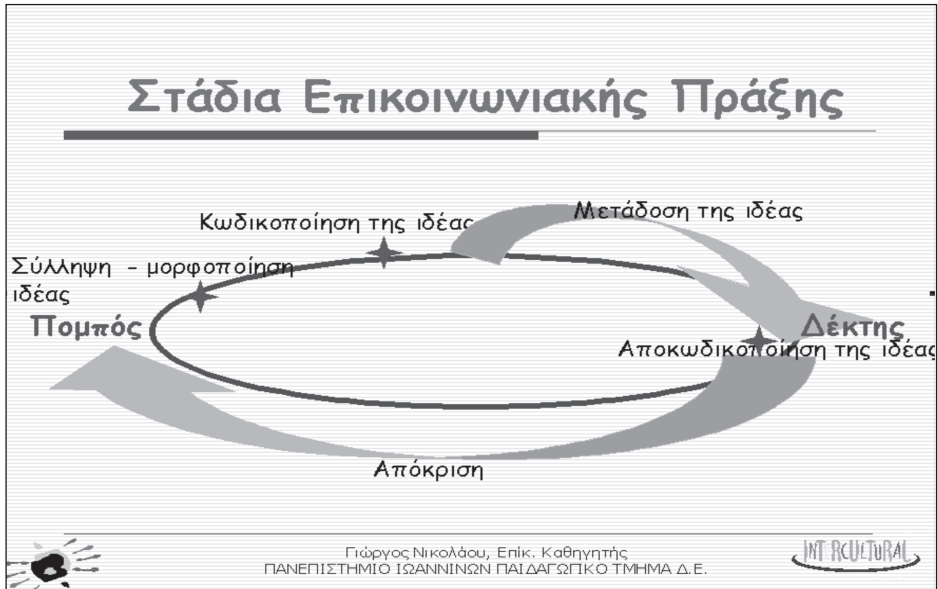 Στάδια Επικοινωνιακής Πράξης
Κωδικοποίηση της ιδέας
Μετάδοση της ιδέας
Σύλληψη - μορφοποίηση
ιδέας
Πομπός
Δέκτης
Αποκωδικοποίηση της ιδέας
Απόκριση
Γιώργος Νικολάου, Επίκ. Καθηγητής
ΠΑΝΕΠΙΣΤΗΜΙΟ ΙΩΑΝΝΙΝΩΝ ΠΑΙΔΑΓΩΓΙΚΟ ΤΜΗΜΑ Δ.Ε.
INTERCULTURAL